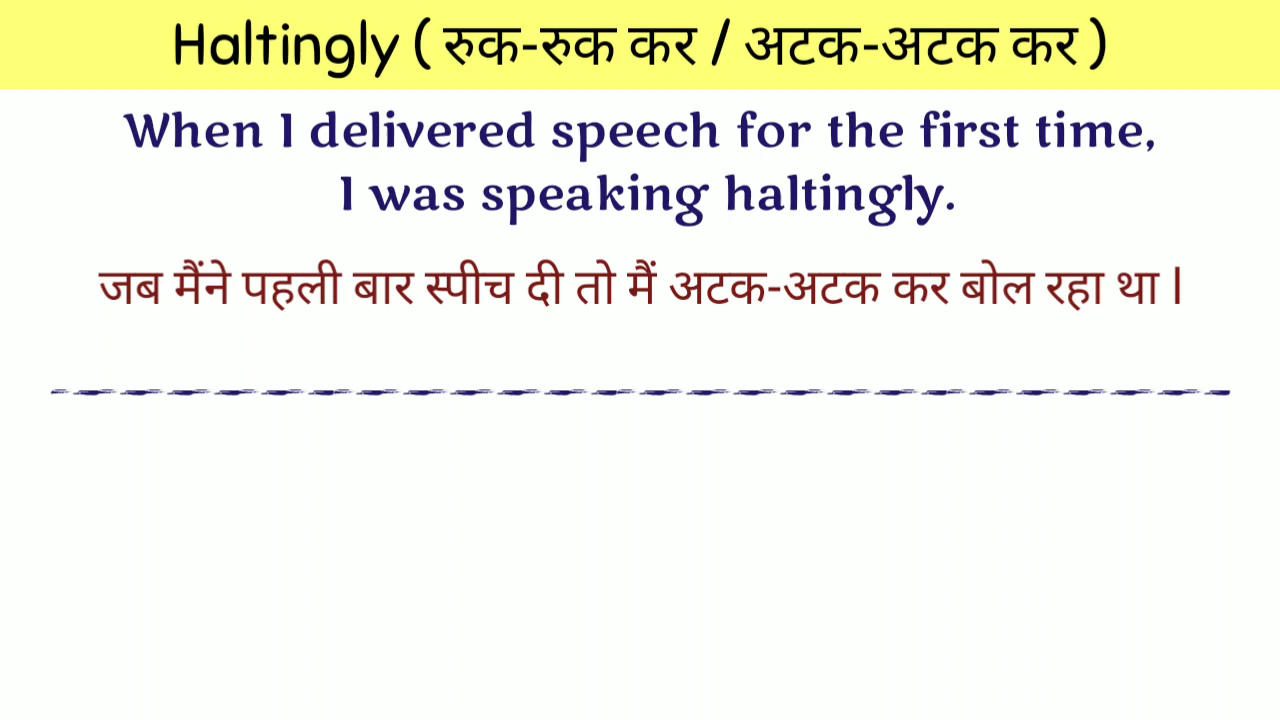 Haltingly ( रुक-रुक कर / अटक-अटक कर )
When I delivered speech for the first time,
I was speaking haltingly.
जब मैंने पहली बार स्पीच दी तो मैं अटक-अटक कर बोल रहा था |